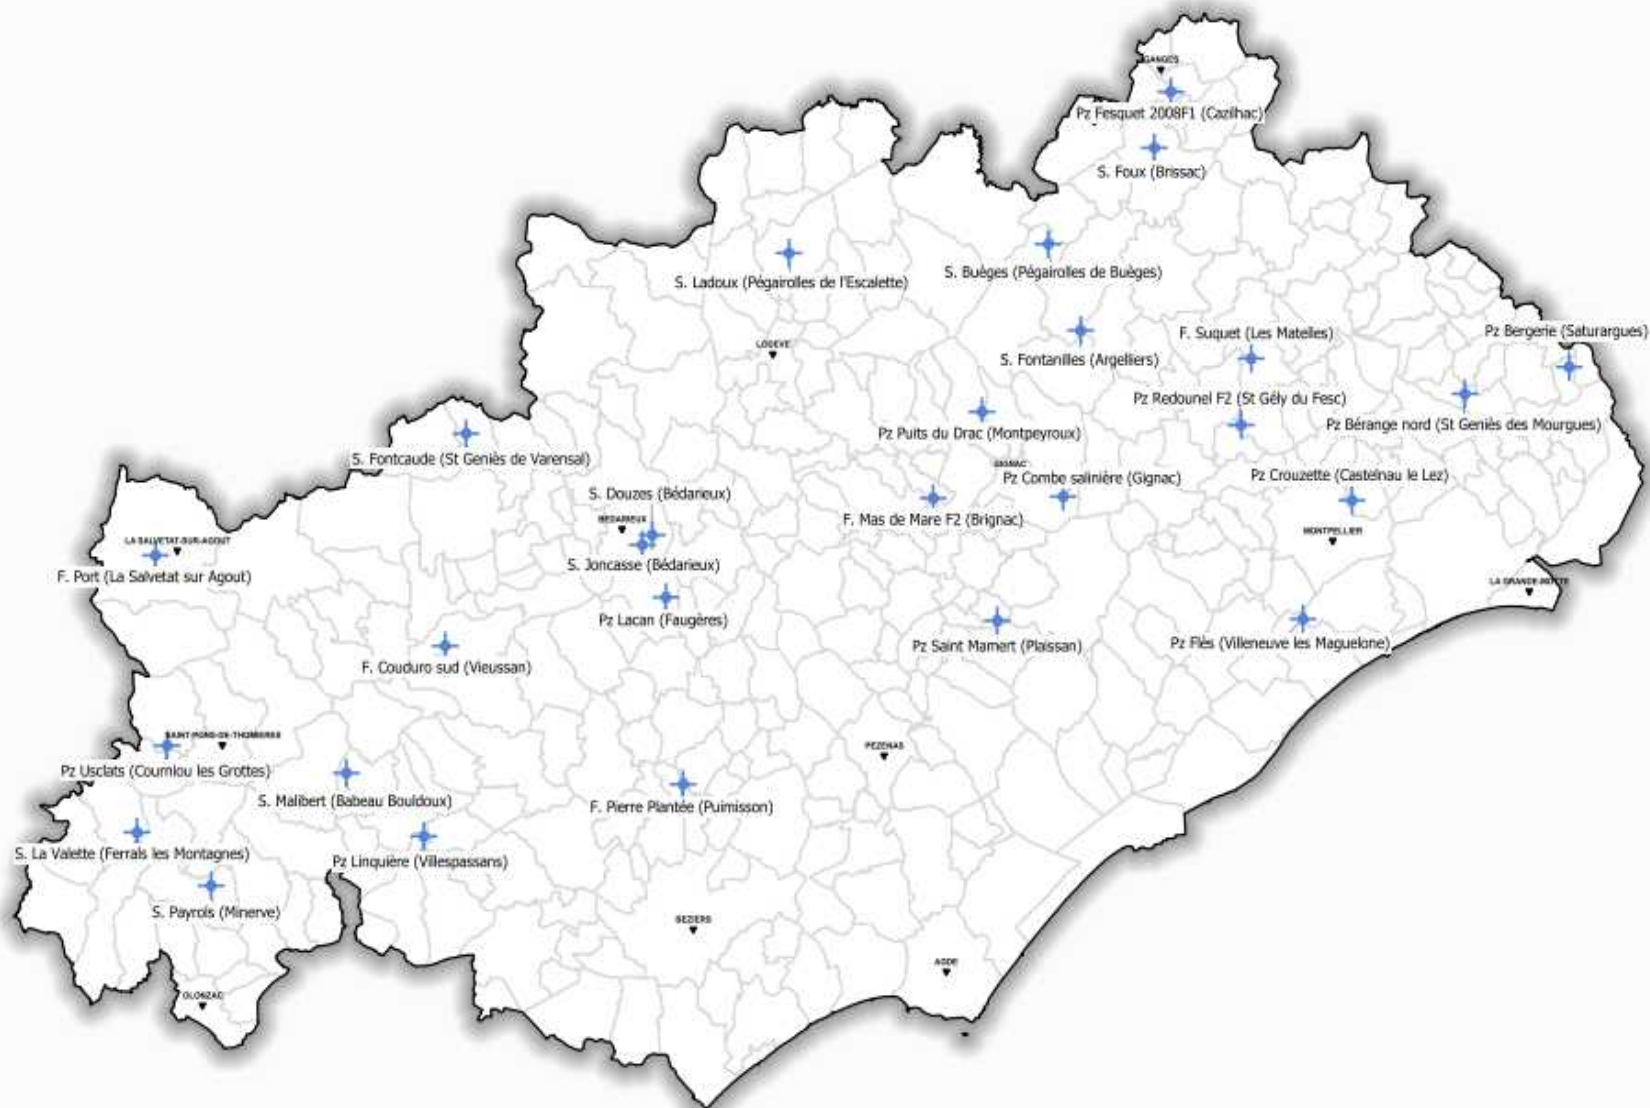 GANGES
Pz Fesquet 2008F1 (Cazilhac)
S. Foux (Brissac)
S. Buèges (Pégairolles de Buèges)
S. Ladoux (Pégairolles de l'Escalette)
F. Suquet (Les Matelles)
Pz Bergerie (Saturargues)
LODEVE
S. Fontanilles (Argelliers)
Pz Redounel F2 (St Gély du Fesc)
Pz Bérange nord (St Geniès des Mourgues)
Pz Puits du Drac (Montpeyroux)
S. Fontcaude (St Geniès de Varensal)
GIGNAC
Pz Combe salinière (Gignac)
Pz Crouzette (Castelnau le Lez)
S. Douzes (Bédarieux)
BEDARIEUX
F. Mas de Mare F2 (Brignac)
MONTPELLIER
LA SALVETAT-SUR-AGOUT
S. Joncasse (Bédarieux)
F. Port (La Salvetat sur Agout)
LA GRANDE-MOTTE
Pz Lacan (Faugères)
Pz Saint Mamert (Plaissan)
Pz Flès (Villeneuve les Maguelone)
F. Couduro sud (Vieussan)
SAINT-PONS-DE-THOMIERES
PEZENAS
Pz Usclats (Courniou les Grottes)
S. Malibert (Babeau Bouldoux)
F. Pierre Plantée (Puimisson)
S. La Valette (Ferrals les Montagnes)
Pz Linquière (Villespassans)
S. Payrols (Minerve)
BEZIERS
AGDE
OLONZAC